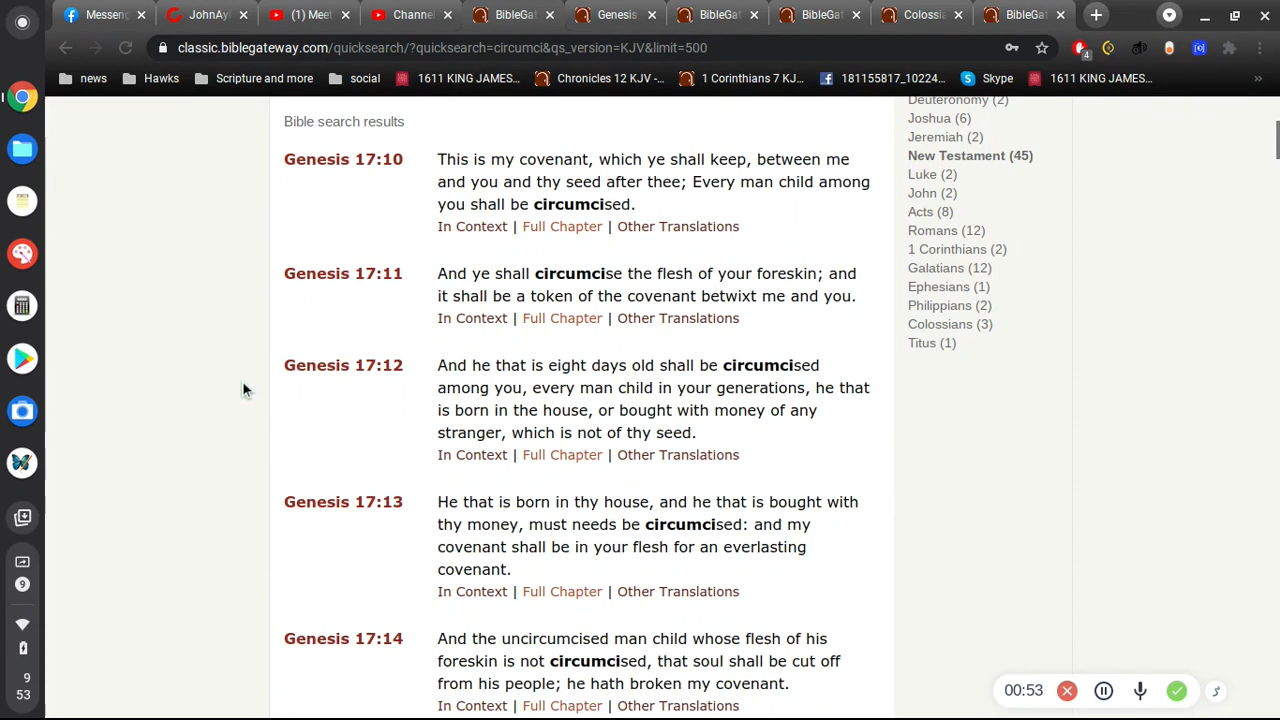 Messeng
JohnAyl
(1) Meet
Channel
BibleGat
Genesis
BibleGat
BibleGat
Colossia
BibleGat
classic.biblegateway.com/quicksearch/?quicksearch=circumci&qs_version=KJV&limit=500
4
news
Hawks
Scripture and more
social
1611 KING JAMES...
Chronicles 12 KJV -...
1 Corinthians 7 KJ...
181155817_10224...
Skype
1611 KING JAMES...
»
Bible search results
Genesis 17:10
This is my covenant, which ye shall keep, between me
and you and thy seed after thee; Every man child among
you shall be circumcised.
In Context | Full Chapter | Other Translations
Genesis 17:11
And ye shall circumcise the flesh of your foreskin; and
it shall be a token of the covenant betwixt me and you.
In Context | Full Chapter | Other Translations
Genesis 17:12
And he that is eight days old shall be circumcised
among you, every man child in your generations, he that
is born in the house, or bought with money of any
stranger, which is not of thy seed.
In Context | Full Chapter | Other Translations
Genesis 17:13
He that is born in thy house, and he that is bought with
thy money, must needs be circumcised: and my
covenant shall be in your flesh for an everlasting
covenant.
In Context | Full Chapter | Other Translations
Genesis 17:14
And the uncircumcised man child whose flesh of his
foreskin is not circumcised, that soul shall be cut off
from his people; he hath broken my covenant.
In Context | Full Chapter | Other Translations
Deuteronomy (2)
Joshua (6)
Jeremiah (2)
New Testament (45)
Luke (2)
John (2)
Acts (8)
Romans (12)
1 Corinthians (2)
Galatians (12)
Ephesians (1)
Philippians (2)
Colossians (3)
Titus (1)
9
9
53
00:53